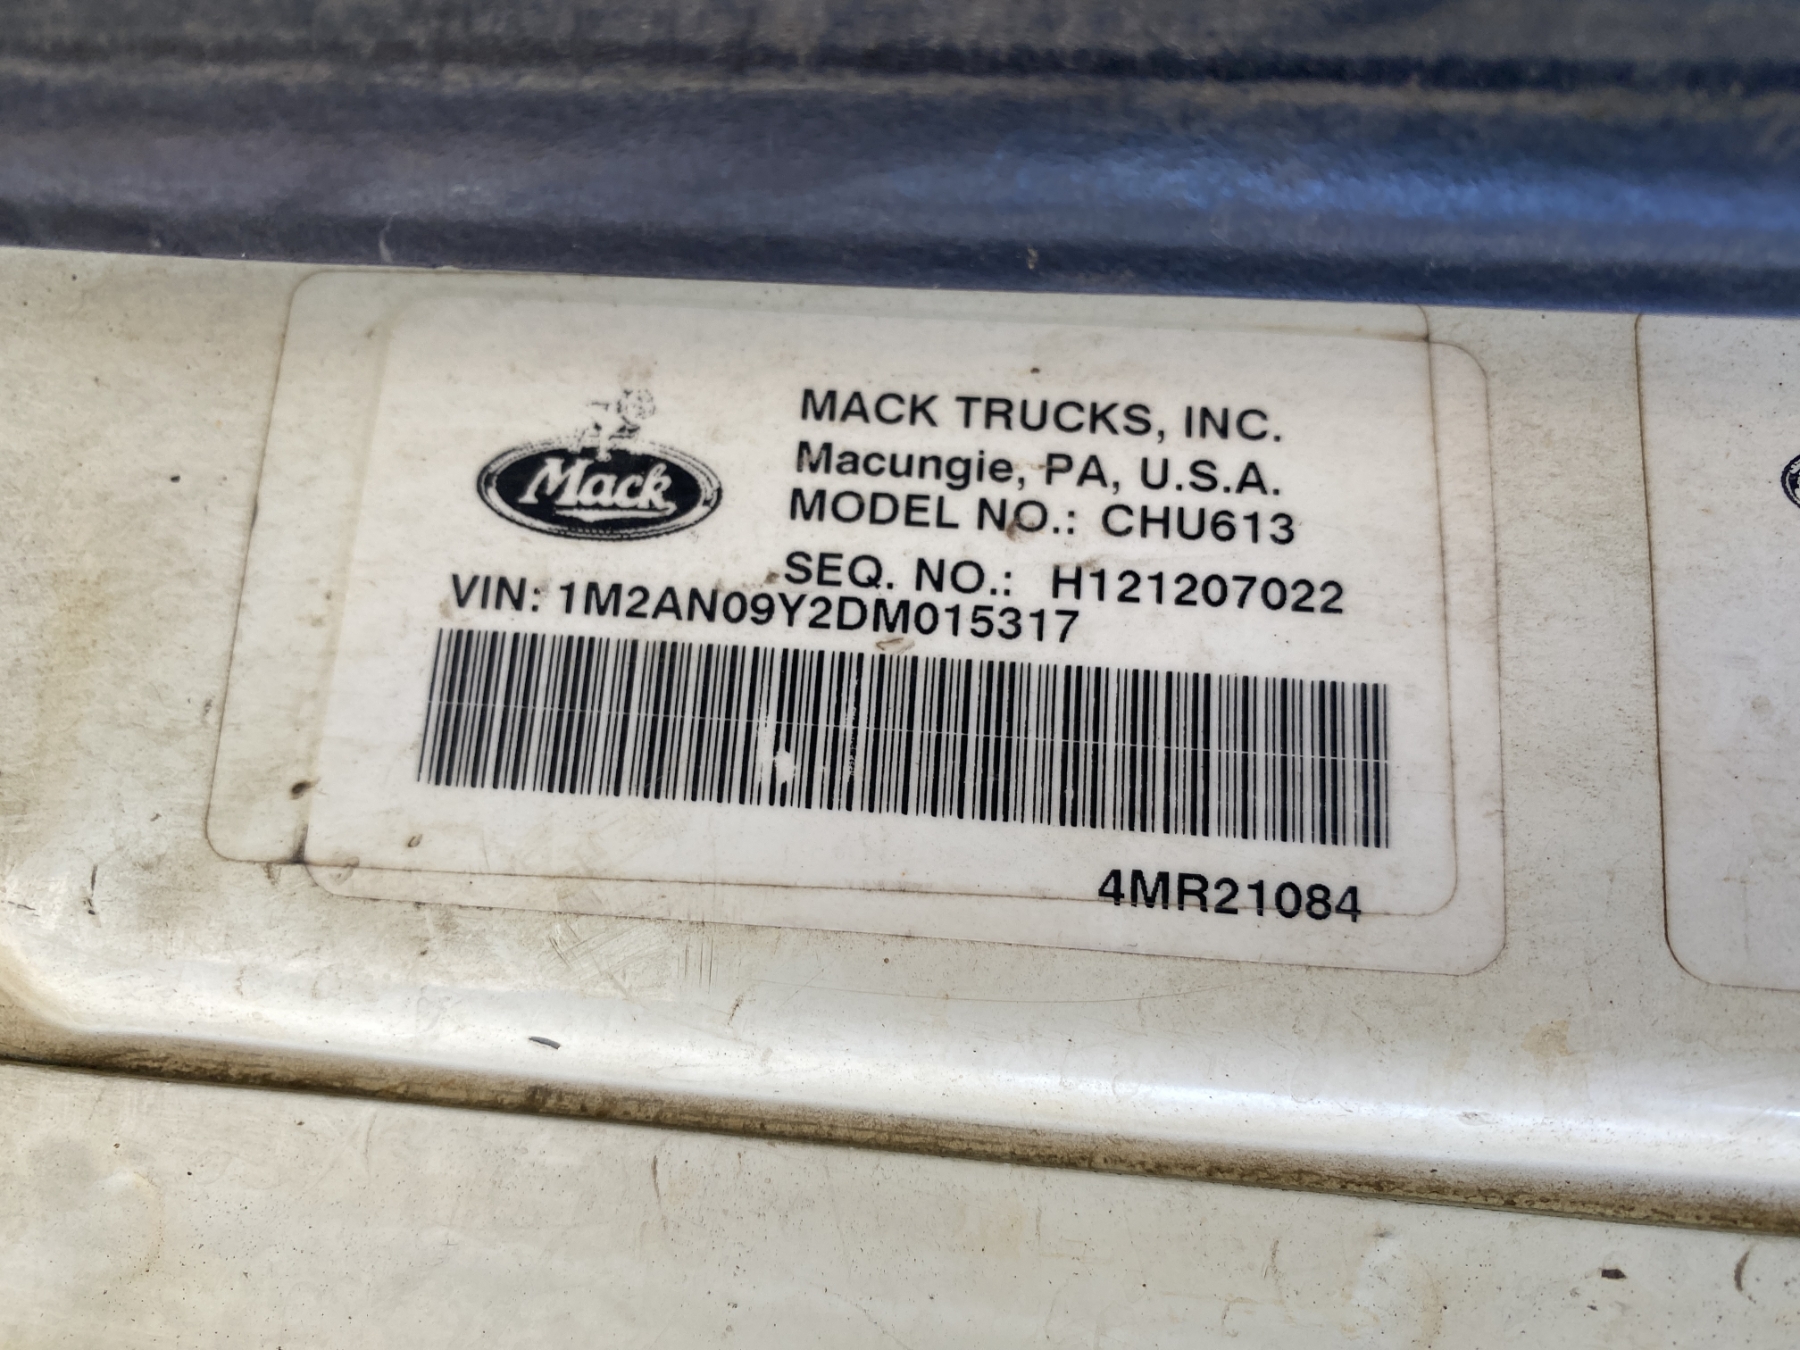 Mack
MACK TRUCKS, INC.
Macungie, PA, U.S.A.
MODEL NO.: CHU613
SEQ. NO.: H121207022
VIN: 1M2AN09Y2DM015317
4MR21084